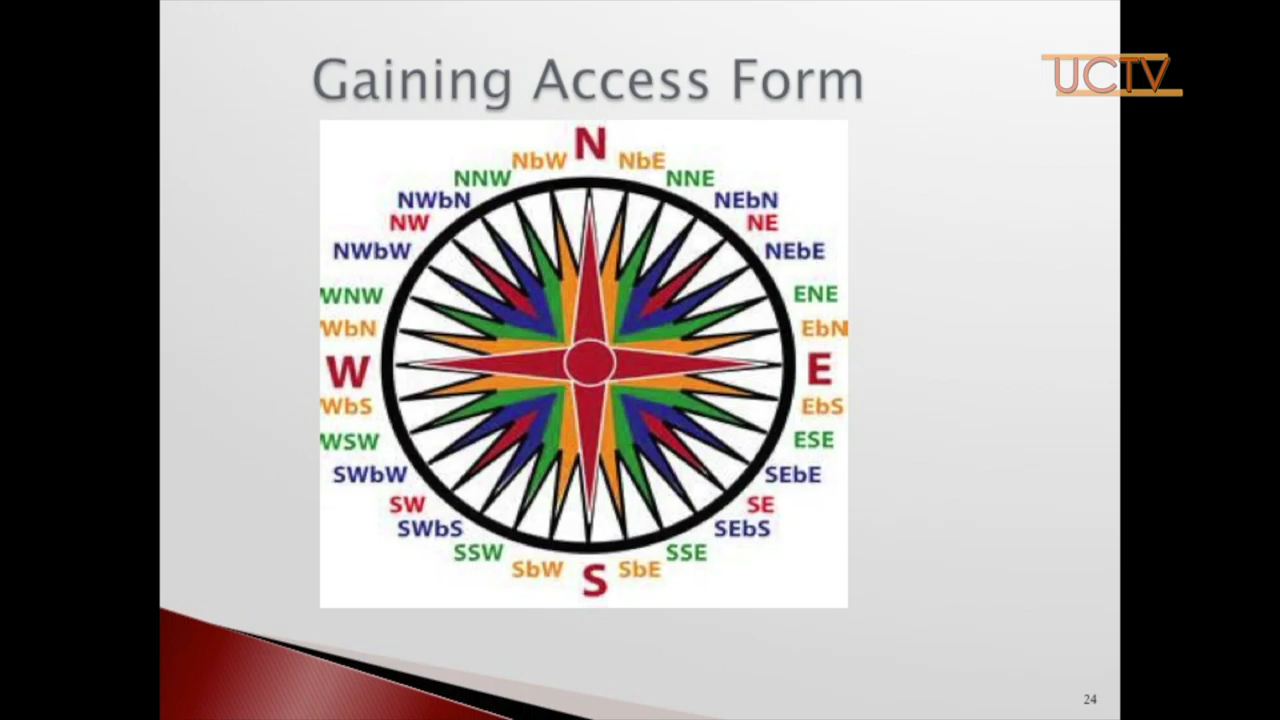 Gaining Access Form
UCTV
N
NbW
NbE
NNW
NNE
NWbN
NEbN
NW
NE
NWbW
NEbE
WNW
ENE
WbN
EbN
W
E
WbS
EbS
WSW
ESE
SWbW
SEbE
SW
SE
SWbS
SEbS
SSW
SSE
SbW
SbE
S
24